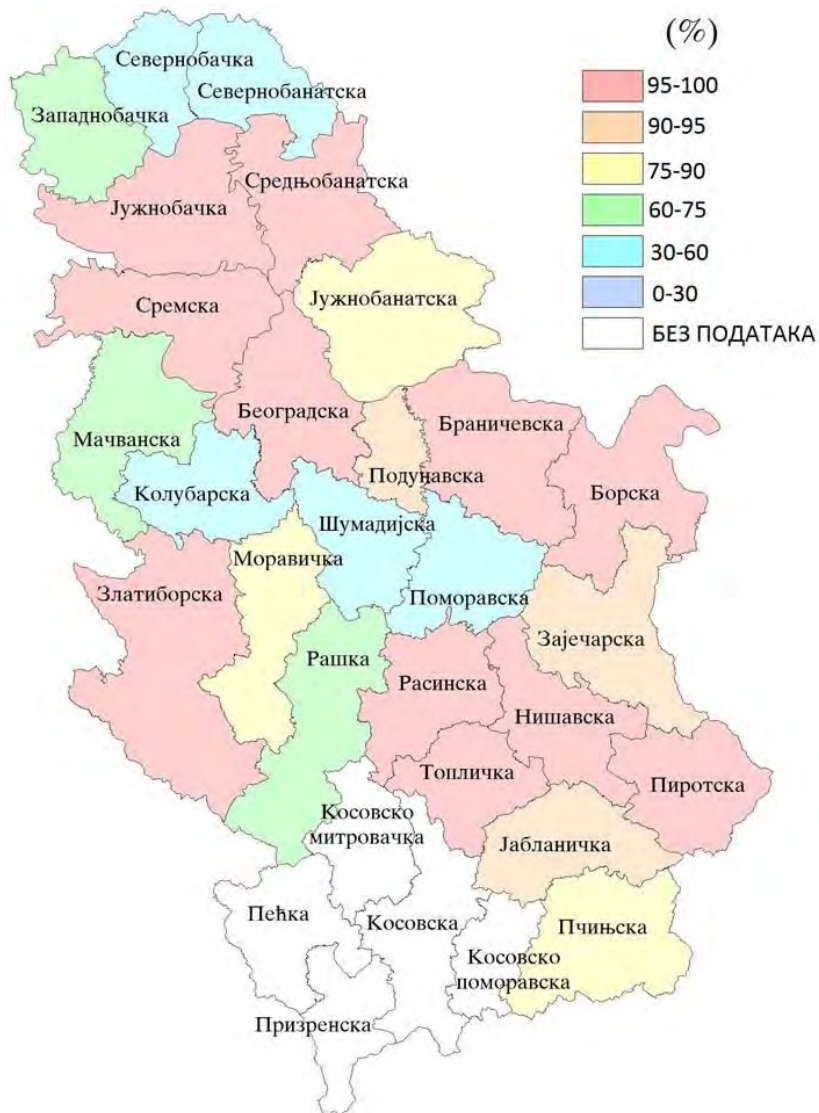 (%)
95-100
90-95
75-90
60-75
30-60
0-30
БЕЗ ПОДАТАКА
Севернобачка
Севернобанатска
Западнобачка
Средњобанатска
Јужнобачка
Јужнобанатска
Сремска
Београдска
Браничевска
Мачванска
Подунавска
Колубарска
Борска
Шумадијска
Моравичка
Златиборска
Поморавска
Зајечарска
Рашка
Расинска
Нишавска
Топличка
Пиротска
Косовско
митровачка
Јабланичка
Пећка
Косовска
Пчињска
Косовско
поморавска
Призренска